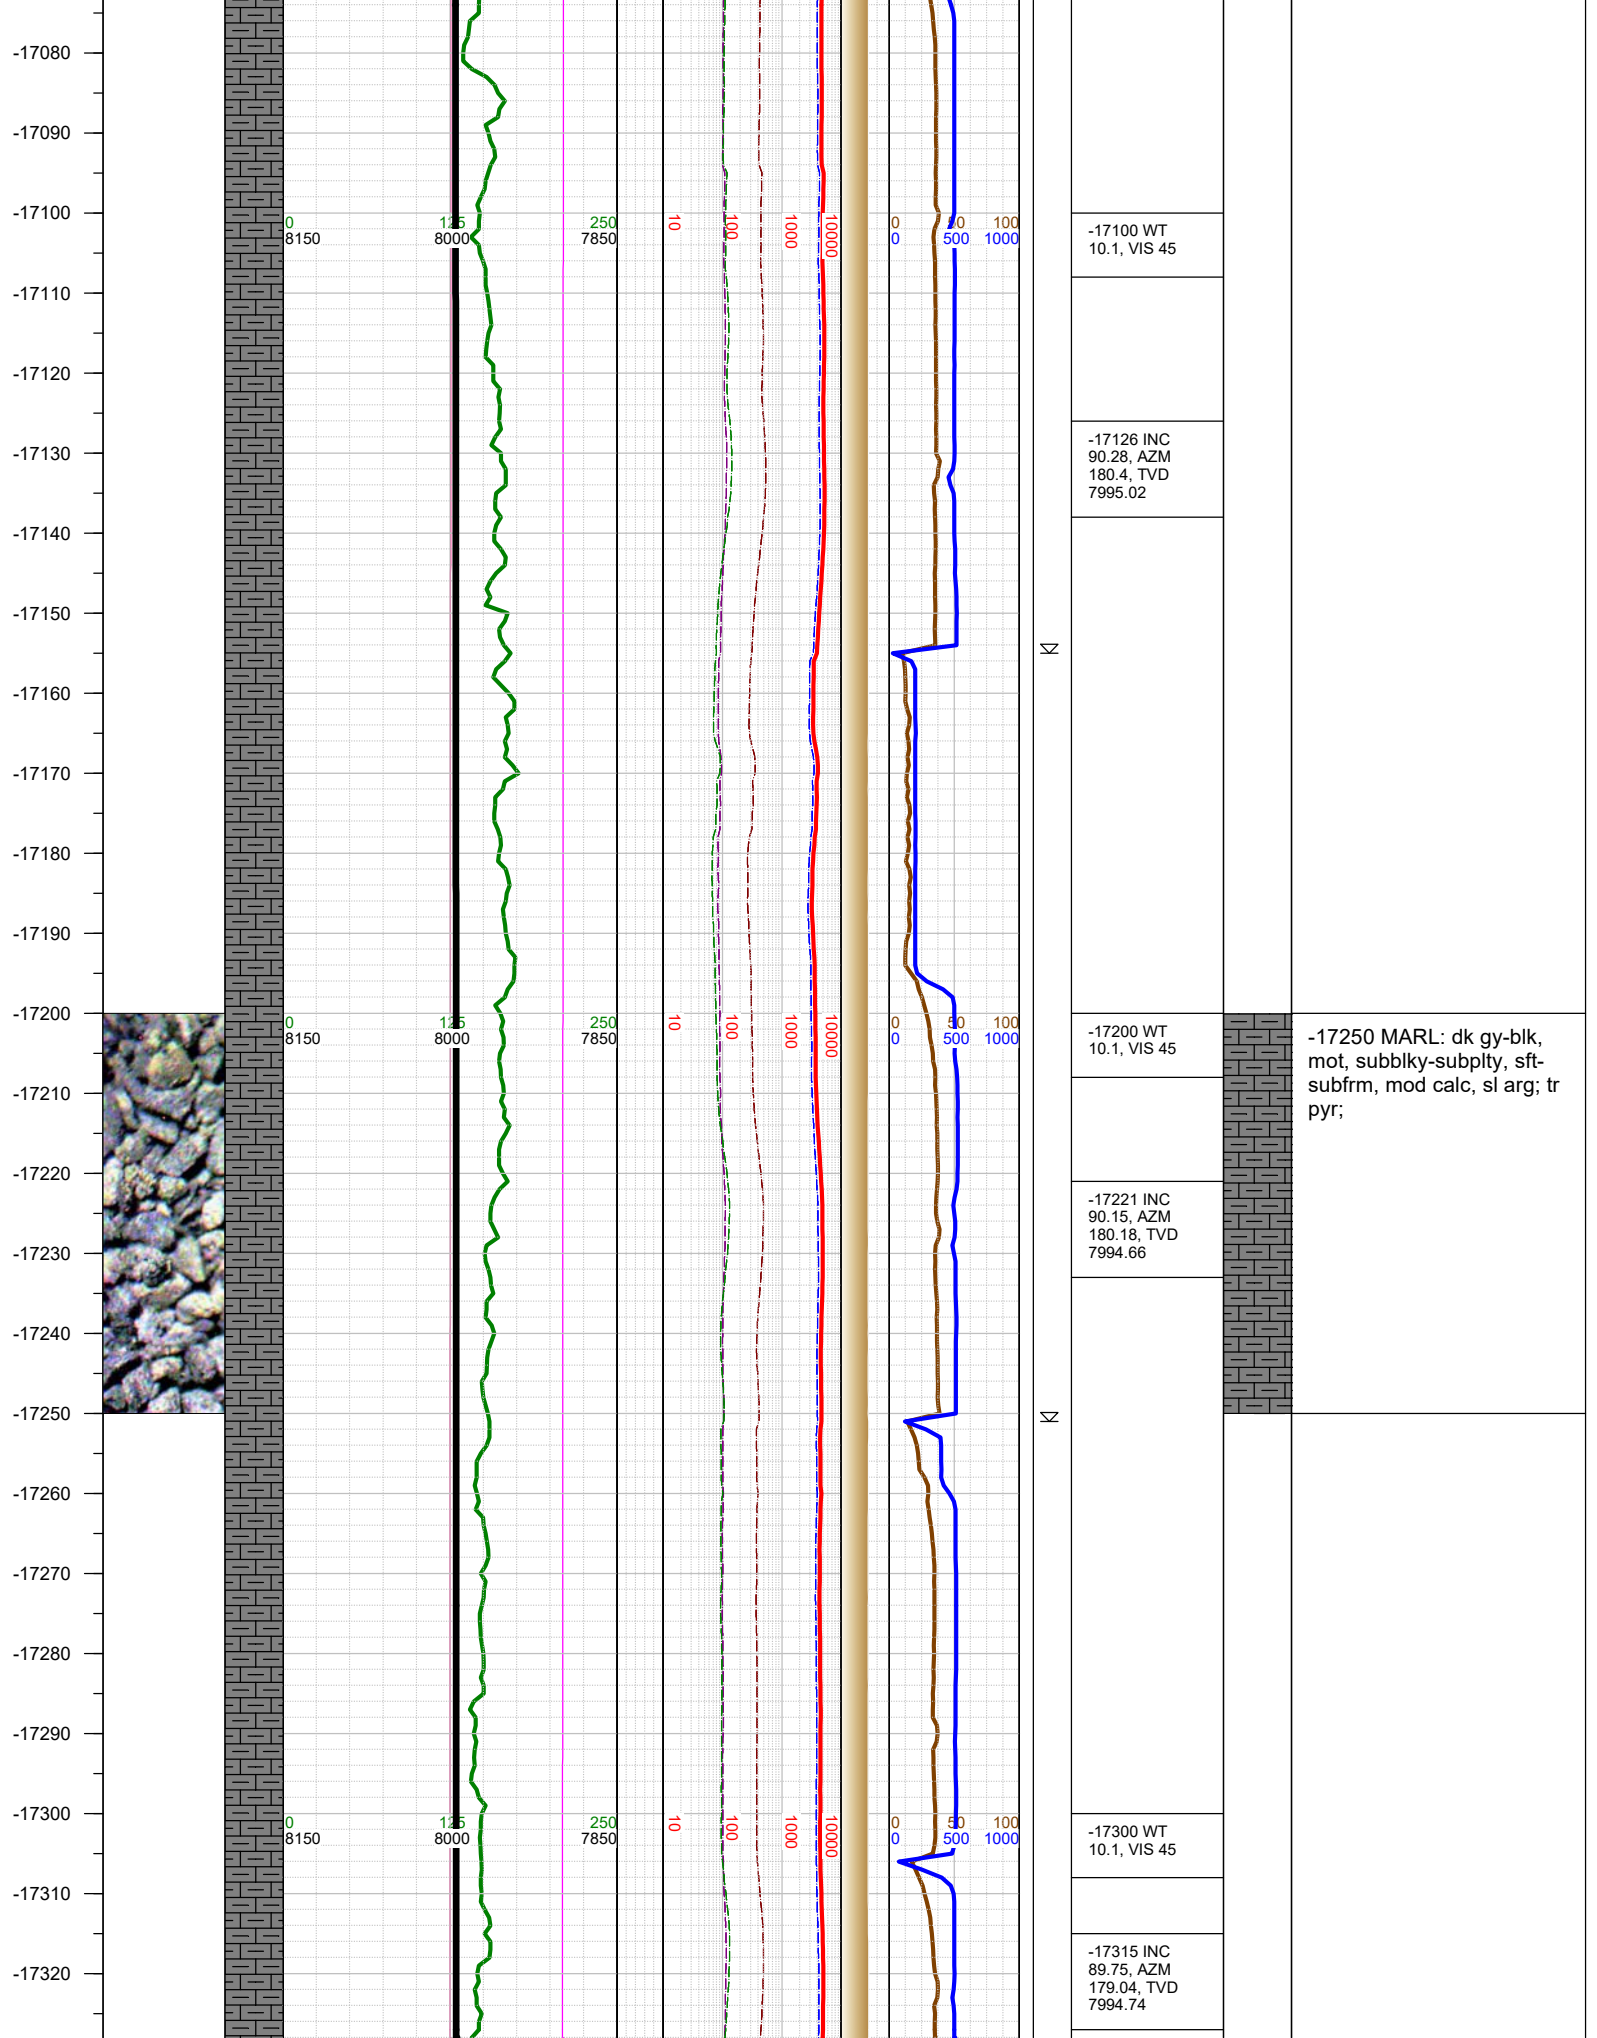 -17080
-17090
-17100
0 125 250 10 100 1000 10000 0 50 100
8150 8000 7850 0 500 1000
-17100 WT
10.1, VIS 45
-17110
-17120
-17126 INC
90.28, AZM
180.4, TVD
7995.02
-17130
-17140
-17150
-17160
-17170
-17180
-17190
-17200
0 125 250 10 100 1000 10000 0 50 100
8150 8000 7850 0 500 1000
-17200 WT
10.1, VIS 45
-17250 MARL: dk gy-blk,
mot, subblky-subplty, sft-
subfrm, mod calc, sl arg; tr
pyr;
-17210
-17220
-17221 INC
90.15, AZM
180.18, TVD
7994.66
-17230
-17240
-17250
-17260
-17270
-17280
-17290
-17300
0 125 250 10 100 1000 10000 0 50 100
8150 8000 7850 0 500 1000
-17300 WT
10.1, VIS 45
-17310
-17315 INC
89.75, AZM
179.04, TVD
7994.74
-17320